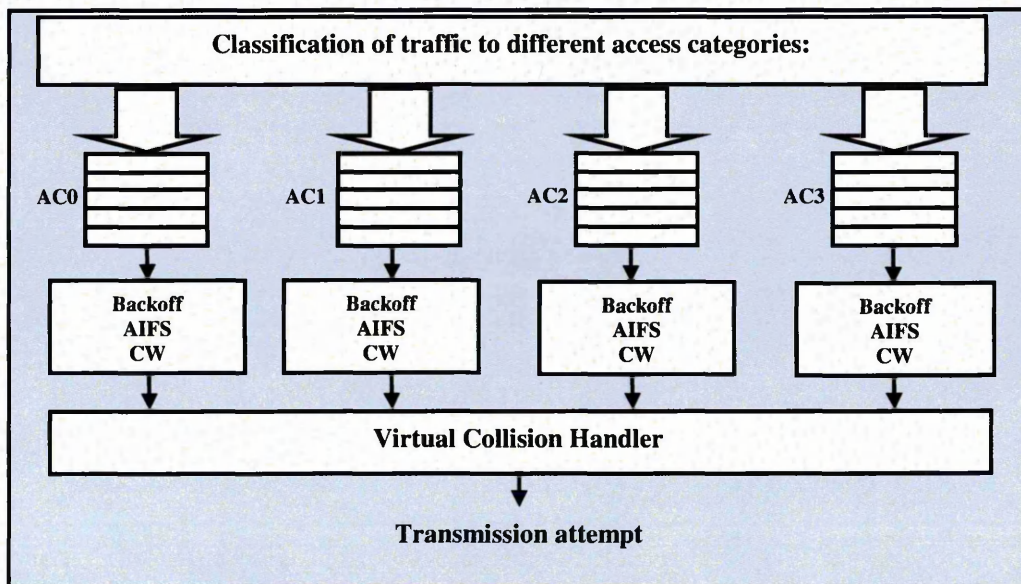 Classification of traffic to different access categories:
AC0
AC1
AC2
AC3
Backoff
AIFS
CW
Backoff
AIFS
CW
Backoff
AIFS
CW
Backoff
AIFS
CW
Virtual Collision Handler
Transmission attempt